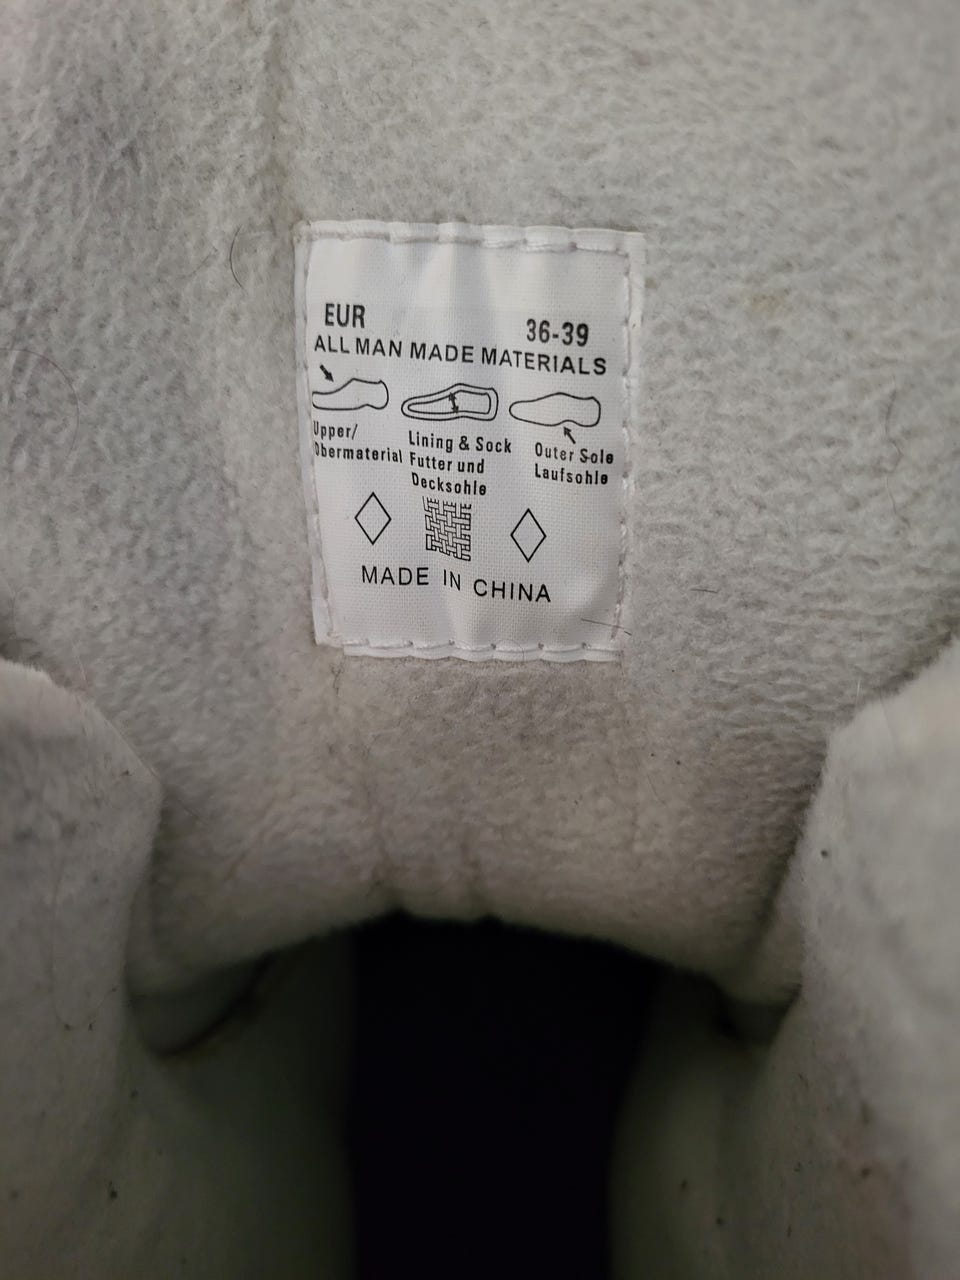 EUR 36-39
ALL MAN MADE MATERIALS
Upper/
Obermaterial
Lining & Sock
Futter und
Decksohle
Outer Sole
Laufsohle
MADE IN CHINA